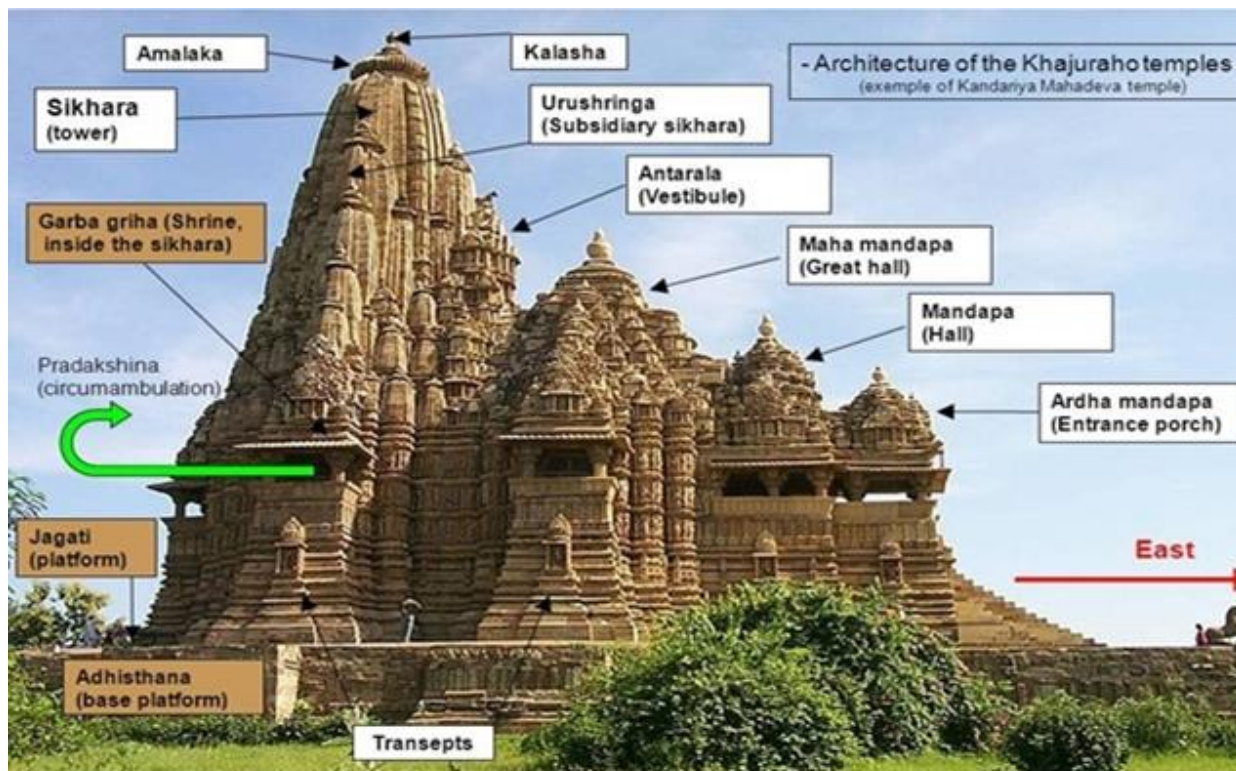 Amalaka
Kalasha
- Architecture of the Khajuraho temples
(exemple of Kandariya Mahadeva temple)
Sikhara
(tower)
Urushringa
(Subsidiary sikhara)
Antarala
(Vestibule)
Garba griha (Shrine,
inside the sikhara)
Maha mandapa
(Great hall)
Mandapa
(Hall)
Pradakshina
(circumambulation)
Ardha mandapa
(Entrance porch)
Jagati
(platform)
East
Adhisthana
(base platform)
Transepts